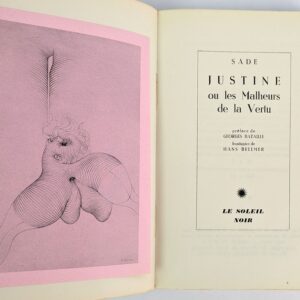 SADE
JUSTINE
ou les Malheurs
de la Vertu
préface de
GEORGES BATAILLE
frontispice de
HANS BELLMER
LE SOLEIL
NOIR